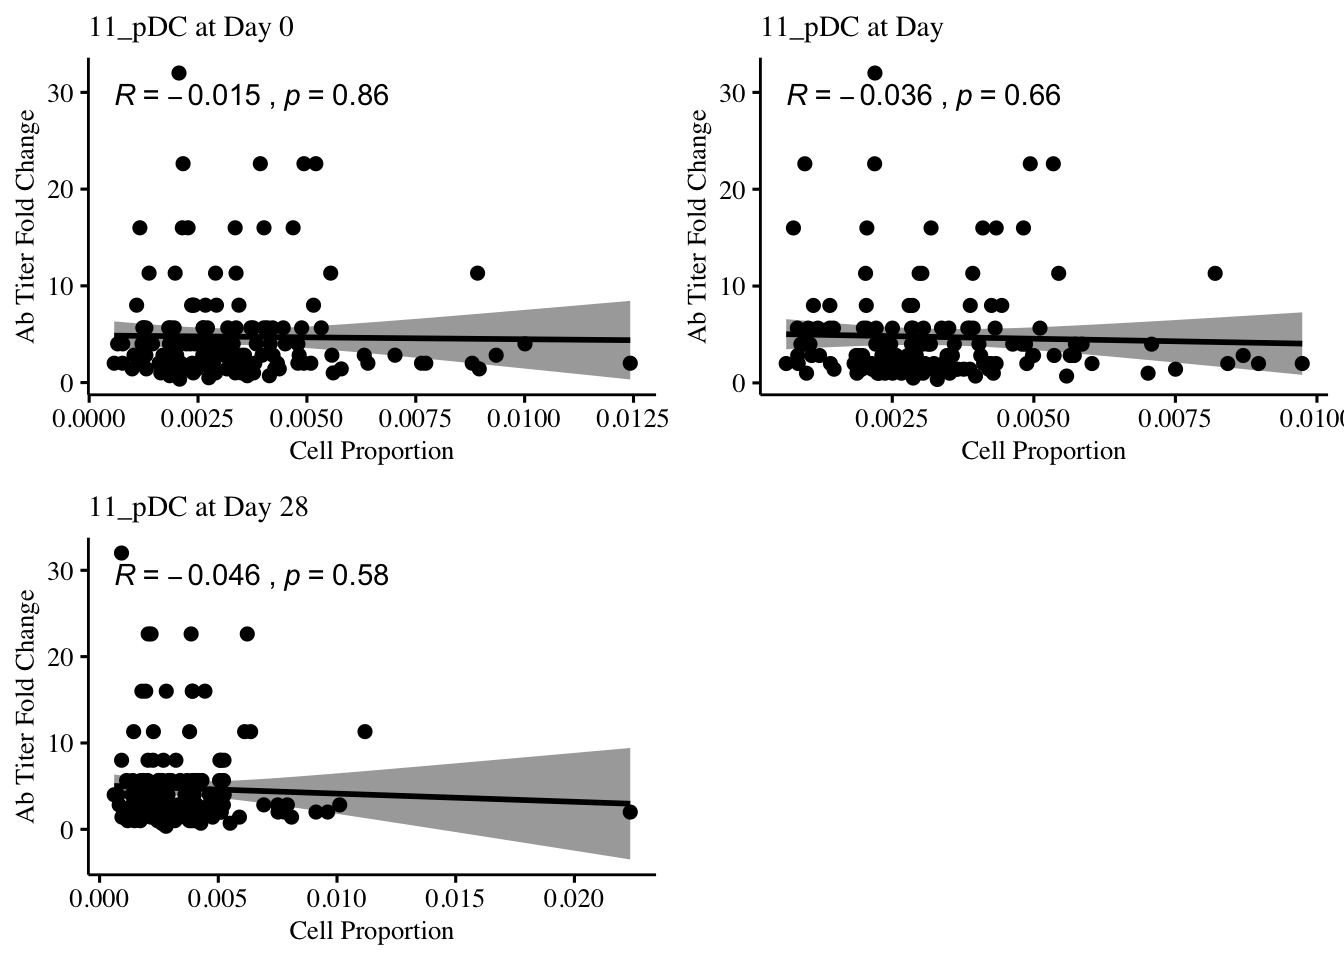 11_pDC at Day 0
R = −0.015 , p = 0.86
30
20
10
0
Ab Titer Fold Change
0.0000 0.0025 0.0050 0.0075 0.0100 0.0125
Cell Proportion
11_pDC at Day
R = −0.036 , p = 0.66
30
20
10
0
Ab Titer Fold Change
0.0025 0.0050 0.0075 0.0100
Cell Proportion
11_pDC at Day 28
R = −0.046 , p = 0.58
30
20
10
0
Ab Titer Fold Change
0.000 0.005 0.010 0.015 0.020
Cell Proportion